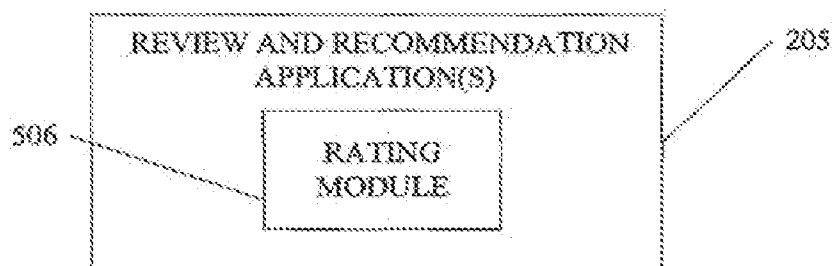 REVIEW AND RECOMMENDATION
APPLICATION(S)
205
506
RATING
MODULE